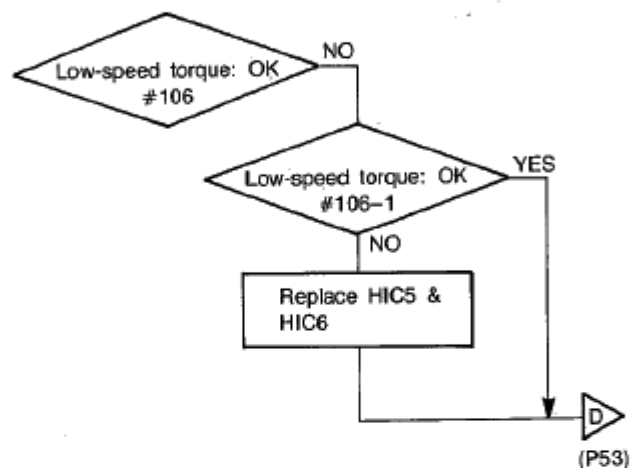 Low-speed torque: OK
#106
NO
Low-speed torque: OK
#106-1
YES
NO
Replace HIC5 &
HIC6
D
(P53)